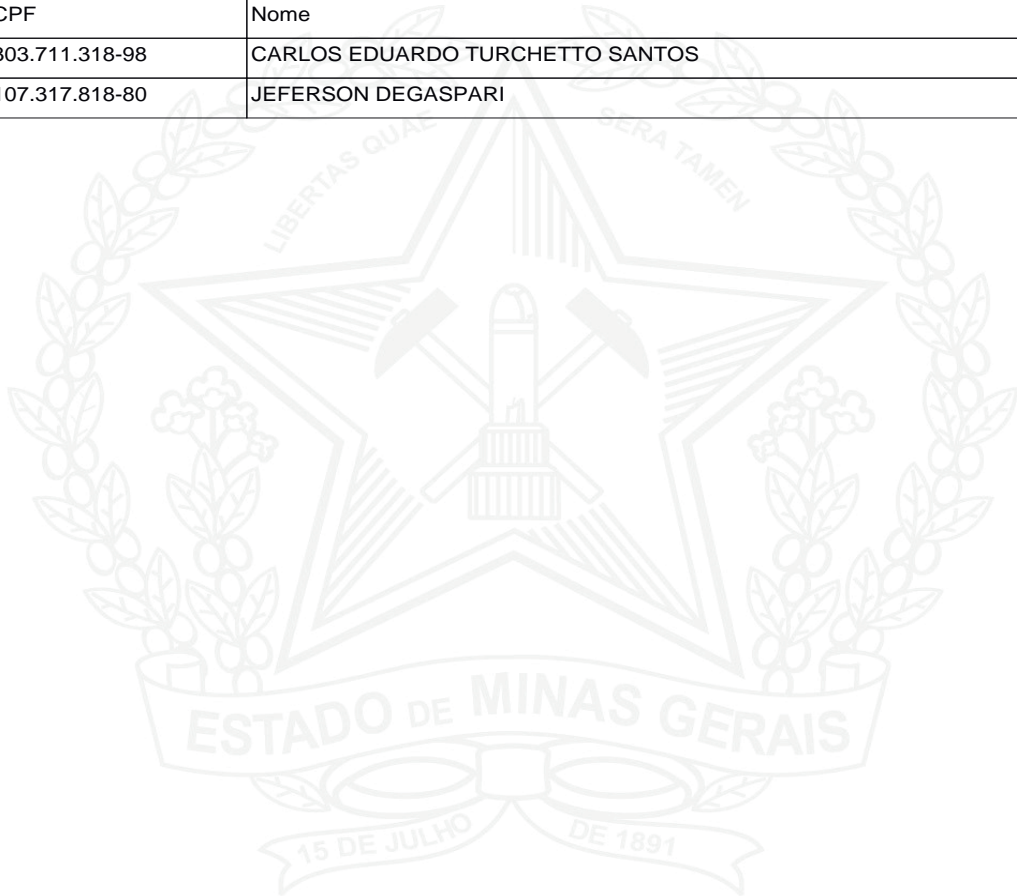 CPF Nome
303.711.318-98 CARLOS EDUARDO TURCHETTO SANTOS
107.317.818-80 JEFERSON DEGASPARI
LIBERTAS QUAE SERA TAMEN
ESTADO DE MINAS GERAIS
15 DE JULHO DE 1891